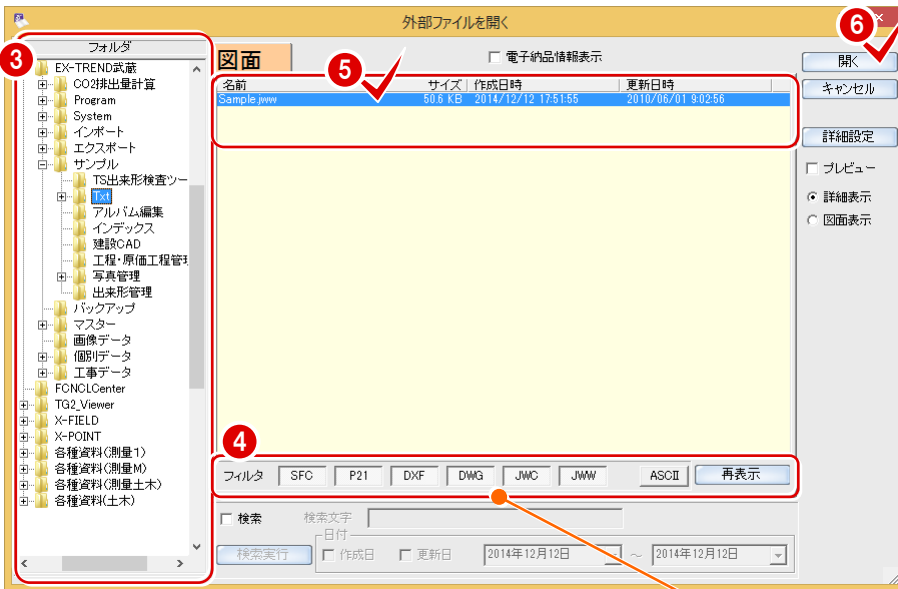 外部ファイルを開く
③
フォルダ
EX-TREND武蔵
CO2排出量計算
Program
System
インポート
エクスポート
サンプル
TS出来形検査ツー
Txt
アルバム編集
インデックス
建設CAD
工程・原価工程管理
写真管理
出来形管理
バックアップ
マスター
画像データ
個別データ
工事データ
FCNCLCenter
TG2_Viewer
X-FIELD
X-POINT
各種資料(測量1)
各種資料(測量M)
各種資料(測量土木)
各種資料(土木)
図面
電子納品情報表示
⑤
名前 サイズ 作成日時 更新日時
Sample.jww 50.6 KB 2014/12/12 17:51:55 2010/06/01 9:02:56
④
フィルタ SFC P21 DXF DWG JWC JWW ASCII 再表示
検索 検索文字
日付
検索実行 作成日 更新日 2014年12月12日 ～ 2014年12月12日
⑥
開く
キャンセル
詳細設定
プレビュー
詳細表示
図面表示